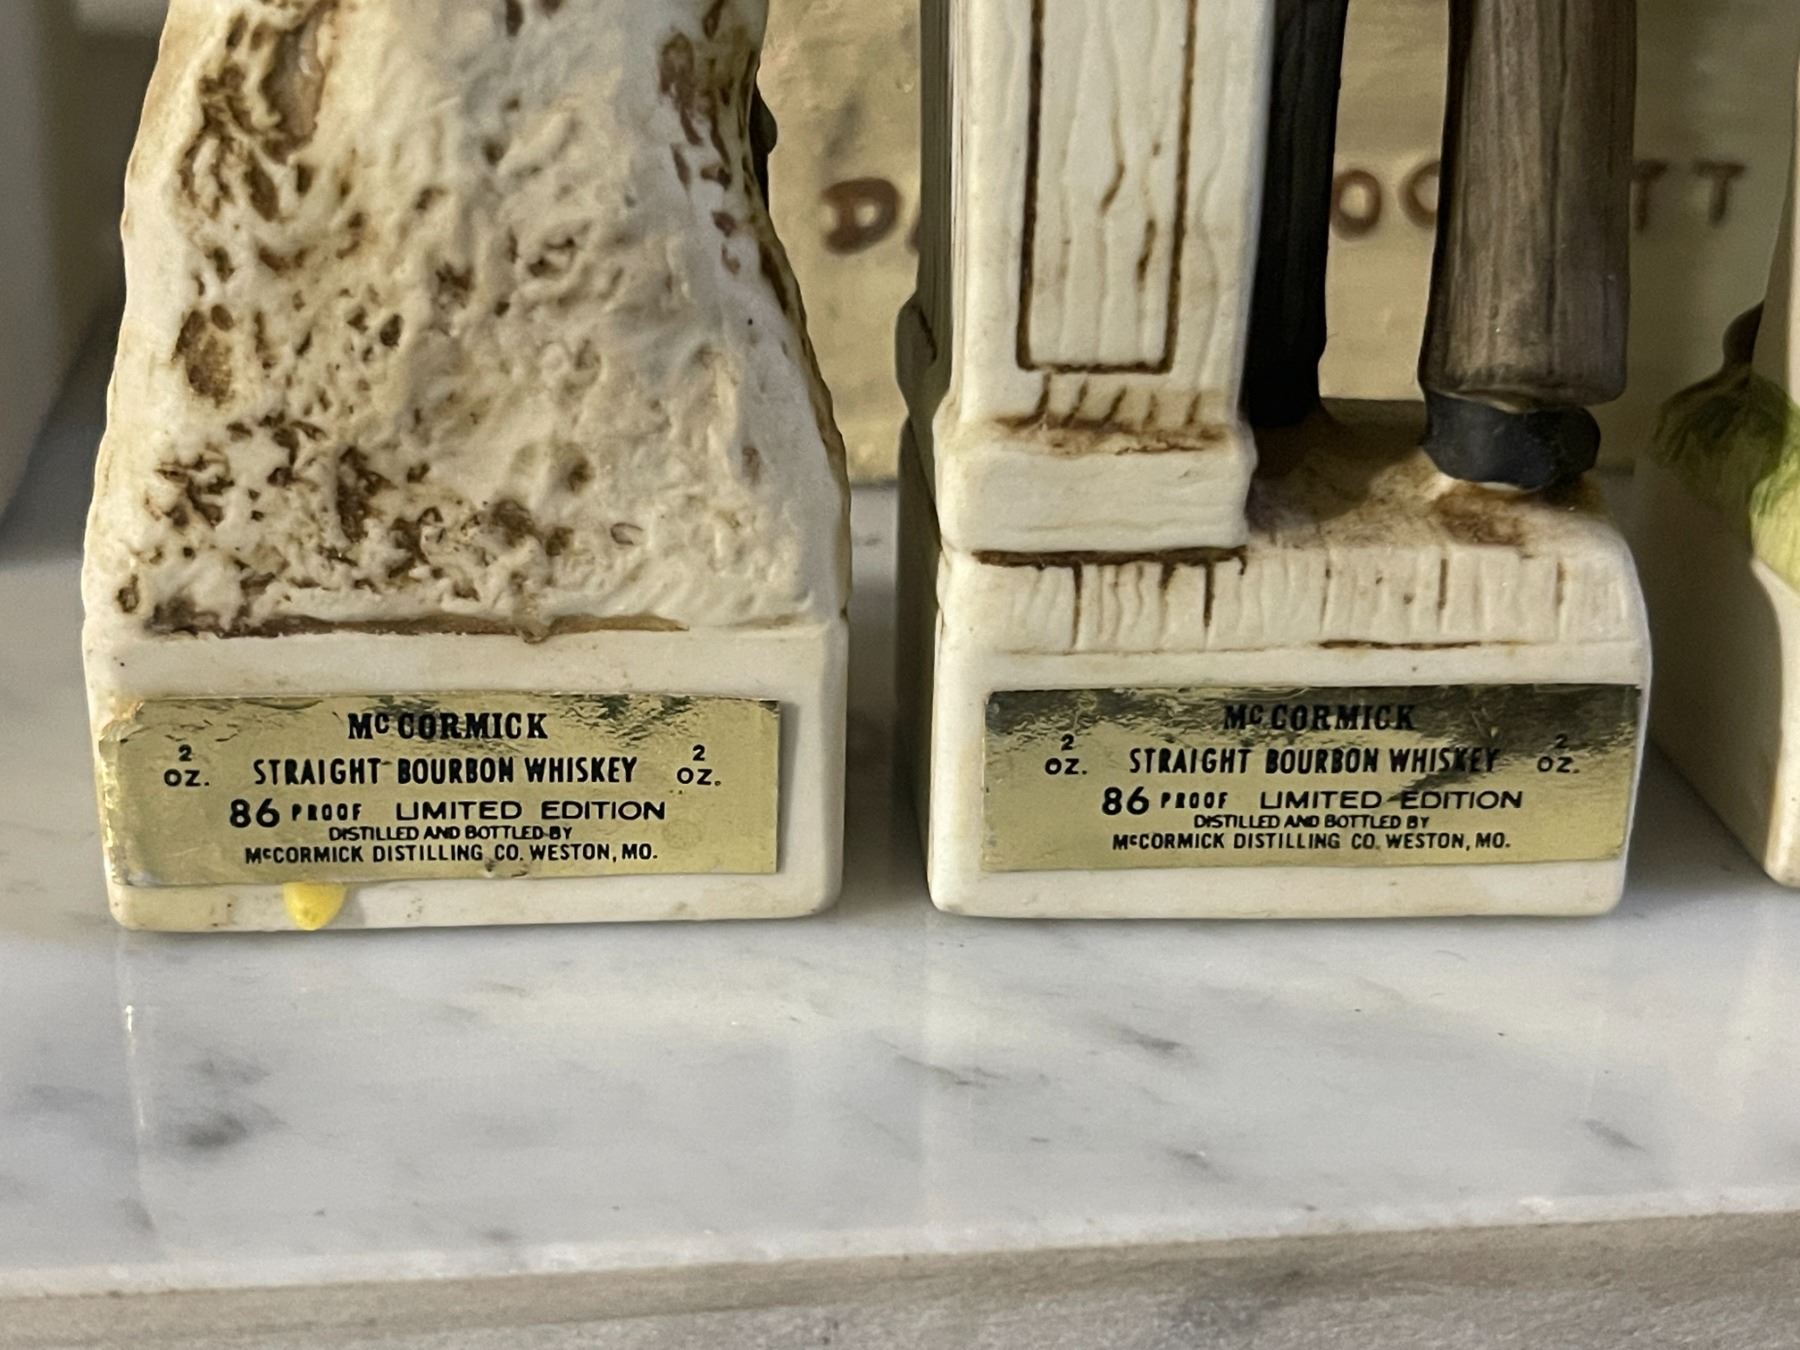 McCORMICK
2 OZ. STRAIGHT BOURBON WHISKEY 2 OZ.
86 PROOF LIMITED EDITION
DISTILLED AND BOTTLED BY
McCORMICK DISTILLING CO. WESTON, MO.
McCORMICK
2 OZ. STRAIGHT BOURBON WHISKEY 2 OZ.
86 PROOF LIMITED EDITION
DISTILLED AND BOTTLED BY
McCORMICK DISTILLING CO. WESTON, MO.